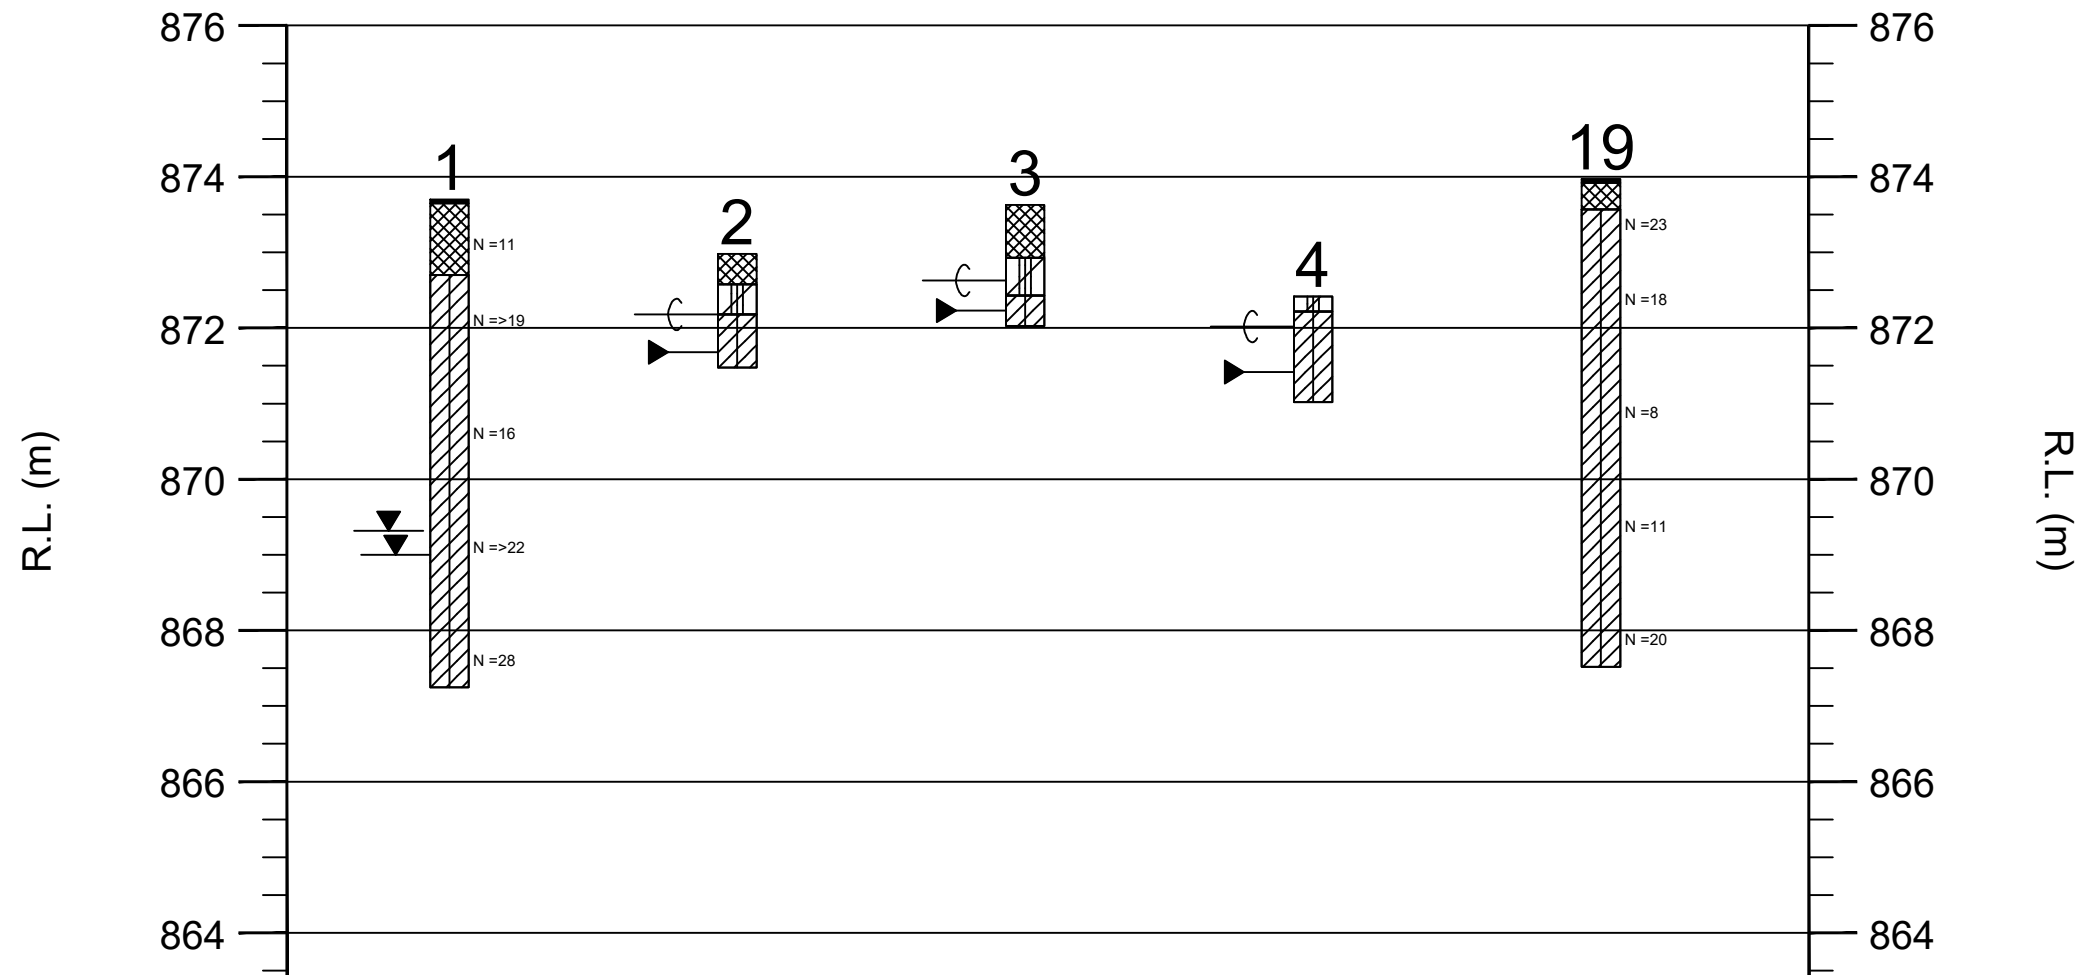 876
876
874
874
872
872
870
870
868
868
866
866
864
864
R.L. (m)
R.L. (m)
1
N =11
N =>19
N =16
N =>22
N =28
2
3
4
19
N =23
N =18
N =8
N =11
N =20